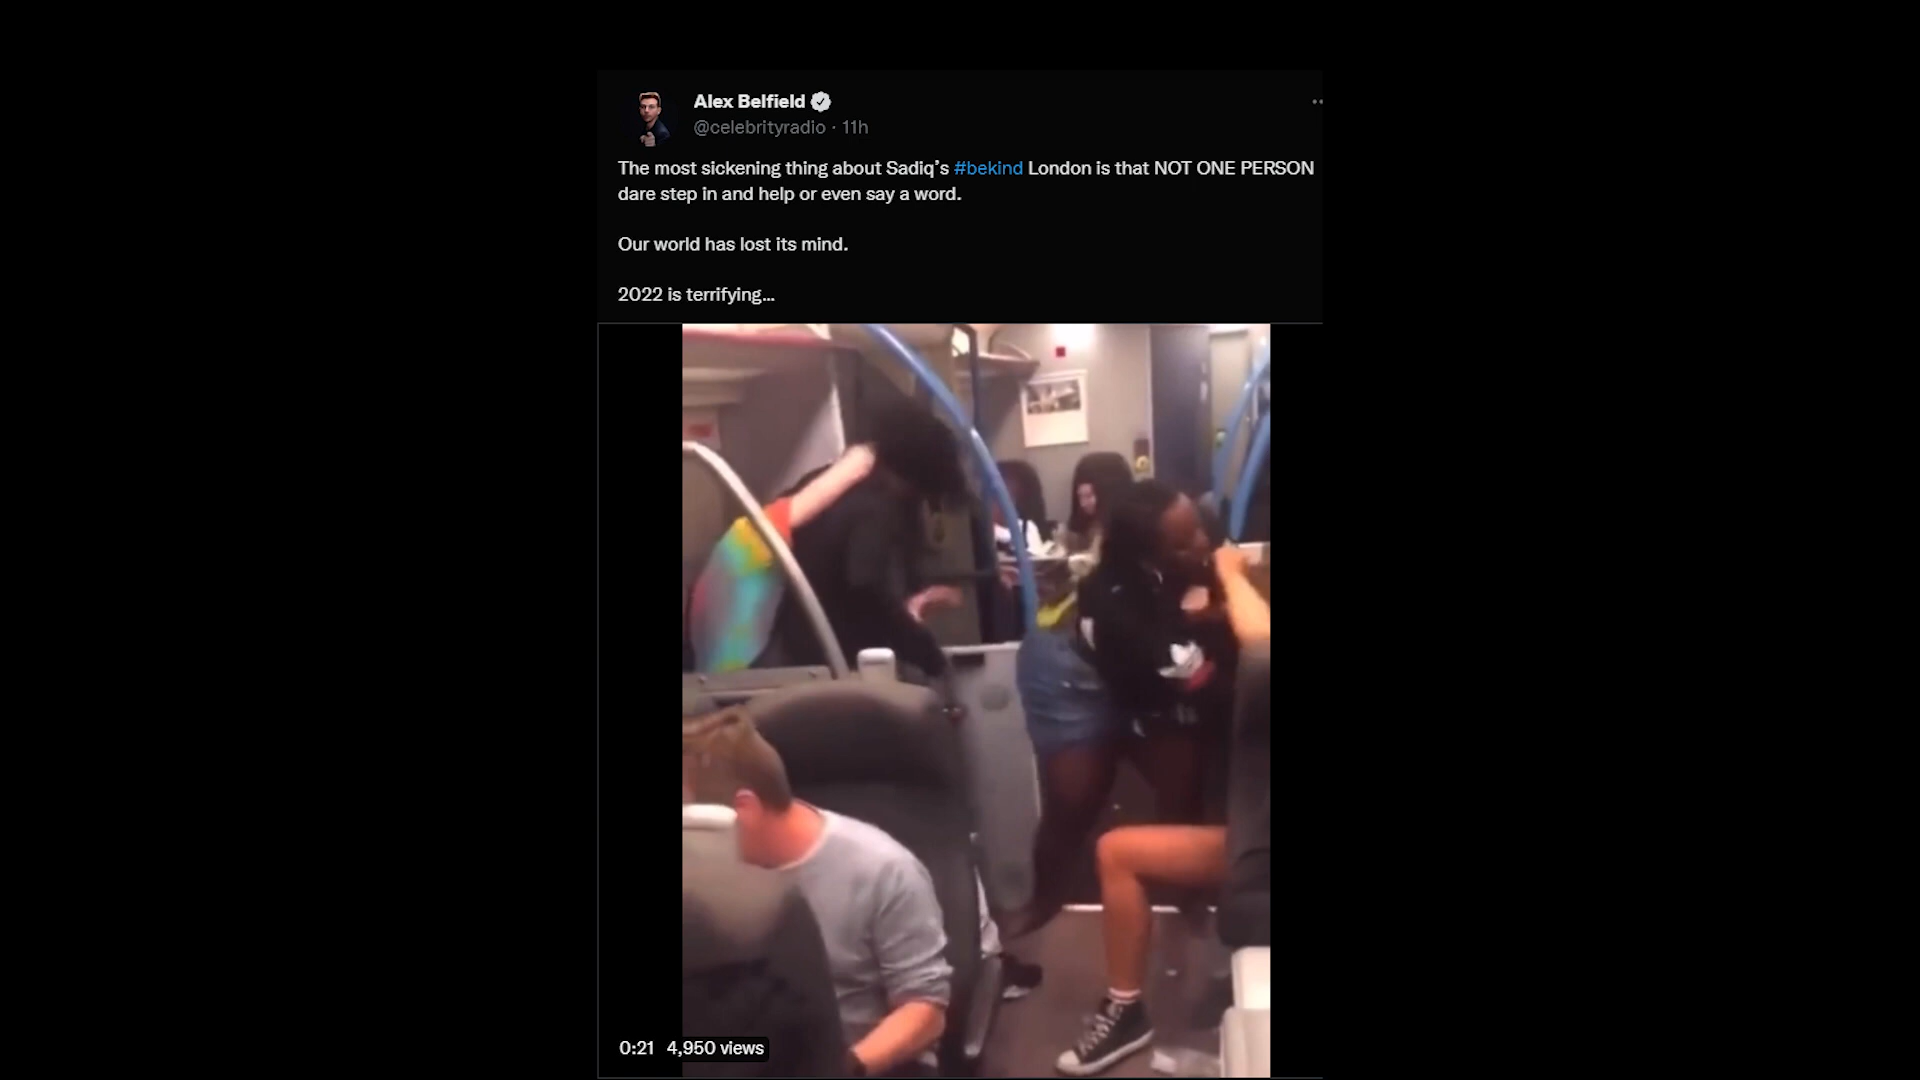 Alex Belfield
@celebrityradio · 11h
The most sickening thing about Sadiq's #bekind London is that NOT ONE PERSON
dare step in and help or even say a word.
Our world has lost its mind.
2022 is terrifying...
0:21 4,950 views